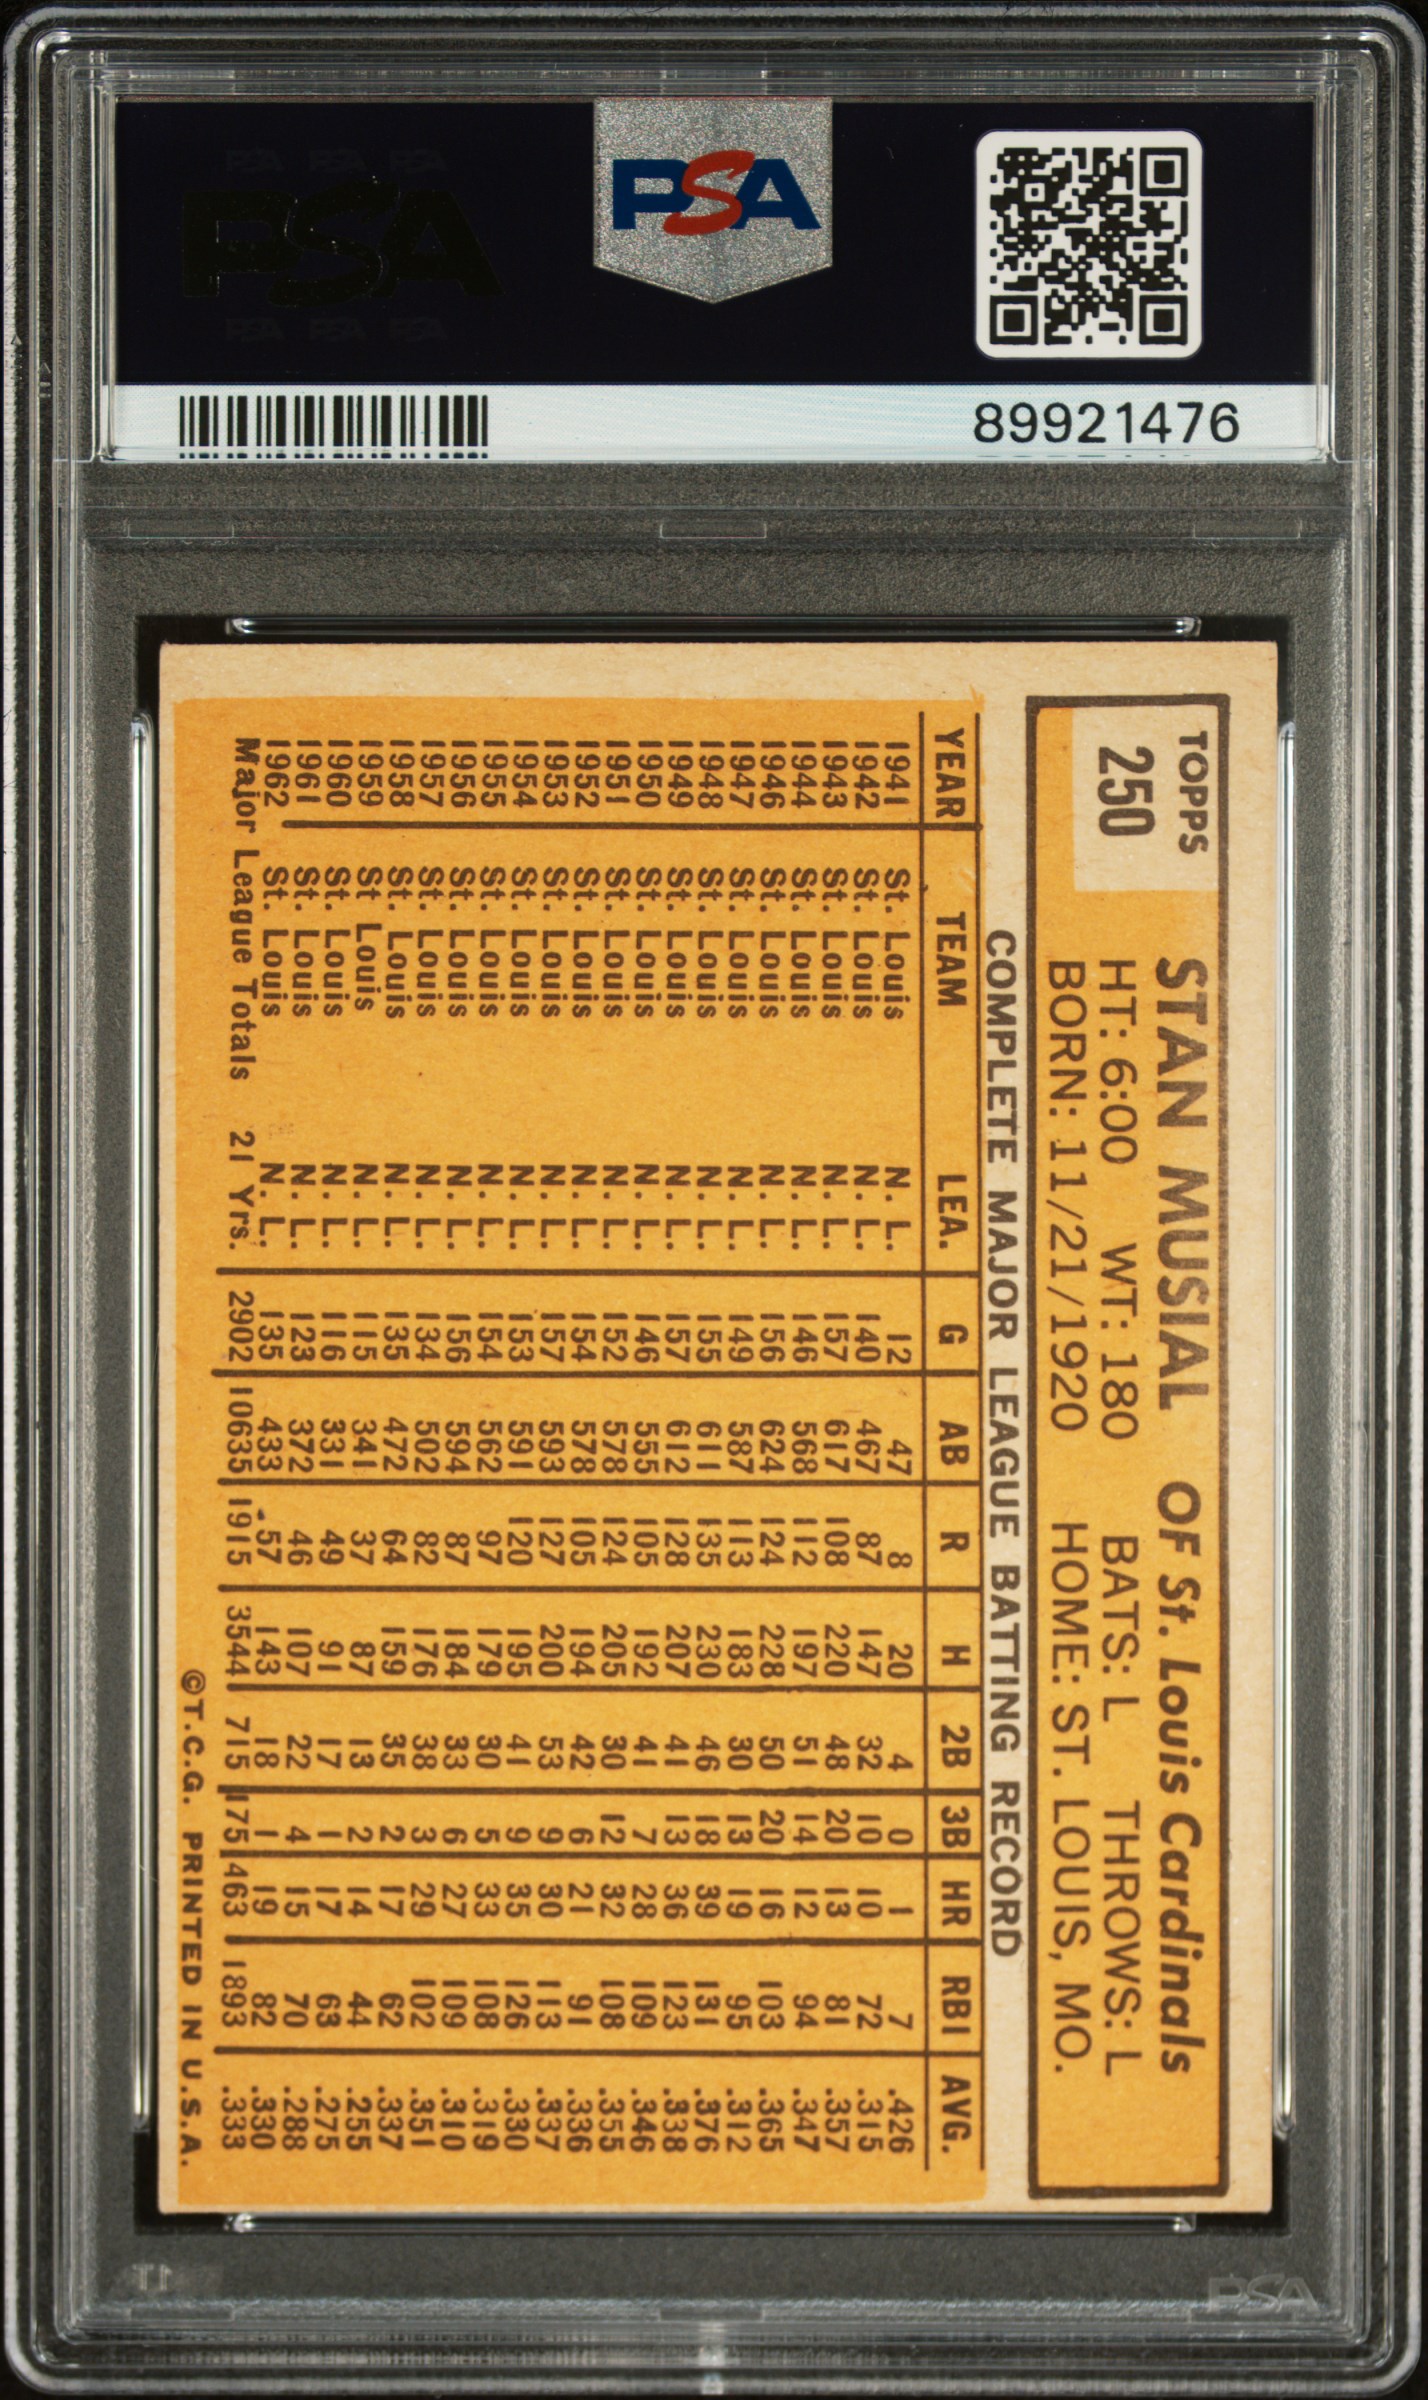 PSA
PSA PSA PSA
PSA
PSA PSA PSA
89921476
TOPPS
250
STAN MUSIAL OF St. Louis Cardinals
HT: 6:00 WT: 180 BATS: L THROWS: L
BORN: 11/21/1920 HOME: ST. LOUIS, MO.
COMPLETE MAJOR LEAGUE BATTING RECORD
YEAR TEAM LEA. G AB R H 2B 3B HR RBI AVG.
1941 St. Louis N. L. 12 47 8 20 4 0 1 7 .426
1942 St. Louis N. L. 140 467 87 147 32 10 10 72 .315
1943 St. Louis N. L. 157 617 108 220 48 20 13 81 .357
1944 St. Louis N. L. 146 568 112 197 51 14 12 94 .347
1946 St. Louis N. L. 156 624 124 228 50 20 16 103 .365
1947 St. Louis N. L. 149 587 113 183 30 13 19 95 .312
1948 St. Louis N. L. 155 611 135 230 46 18 39 131 .376
1949 St. Louis N. L. 157 612 128 207 41 13 36 123 .338
1950 St. Louis N. L. 146 555 105 192 41 7 28 109 .346
1951 St. Louis N. L. 152 578 124 205 30 12 32 108 .355
1952 St. Louis N. L. 154 578 105 194 42 6 21 91 .336
1953 St. Louis N. L. 157 593 127 200 53 9 30 113 .337
1954 St. Louis N. L. 153 591 120 195 41 9 35 126 .330
1955 St. Louis N. L. 154 562 97 179 30 5 33 108 .319
1956 St. Louis N. L. 156 594 87 184 33 6 27 109 .310
1957 St. Louis N. L. 134 502 82 176 38 3 29 102 .351
1958 St. Louis N. L. 135 472 64 159 35 2 17 62 .337
1959 St Louis N. L. 115 341 37 87 13 2 14 44 .255
1960 St. Louis N. L. 116 331 49 91 17 1 17 63 .275
1961 St. Louis N. L. 123 372 46 107 22 4 15 70 .288
1962 St. Louis N. L. 135 433 57 143 18 1 19 82 .330
Major League Totals 21 Yrs. 2902 10635 1915 3544 715 175 463 1893 .333
©T.C.G. PRINTED IN U.S.A.
PSA